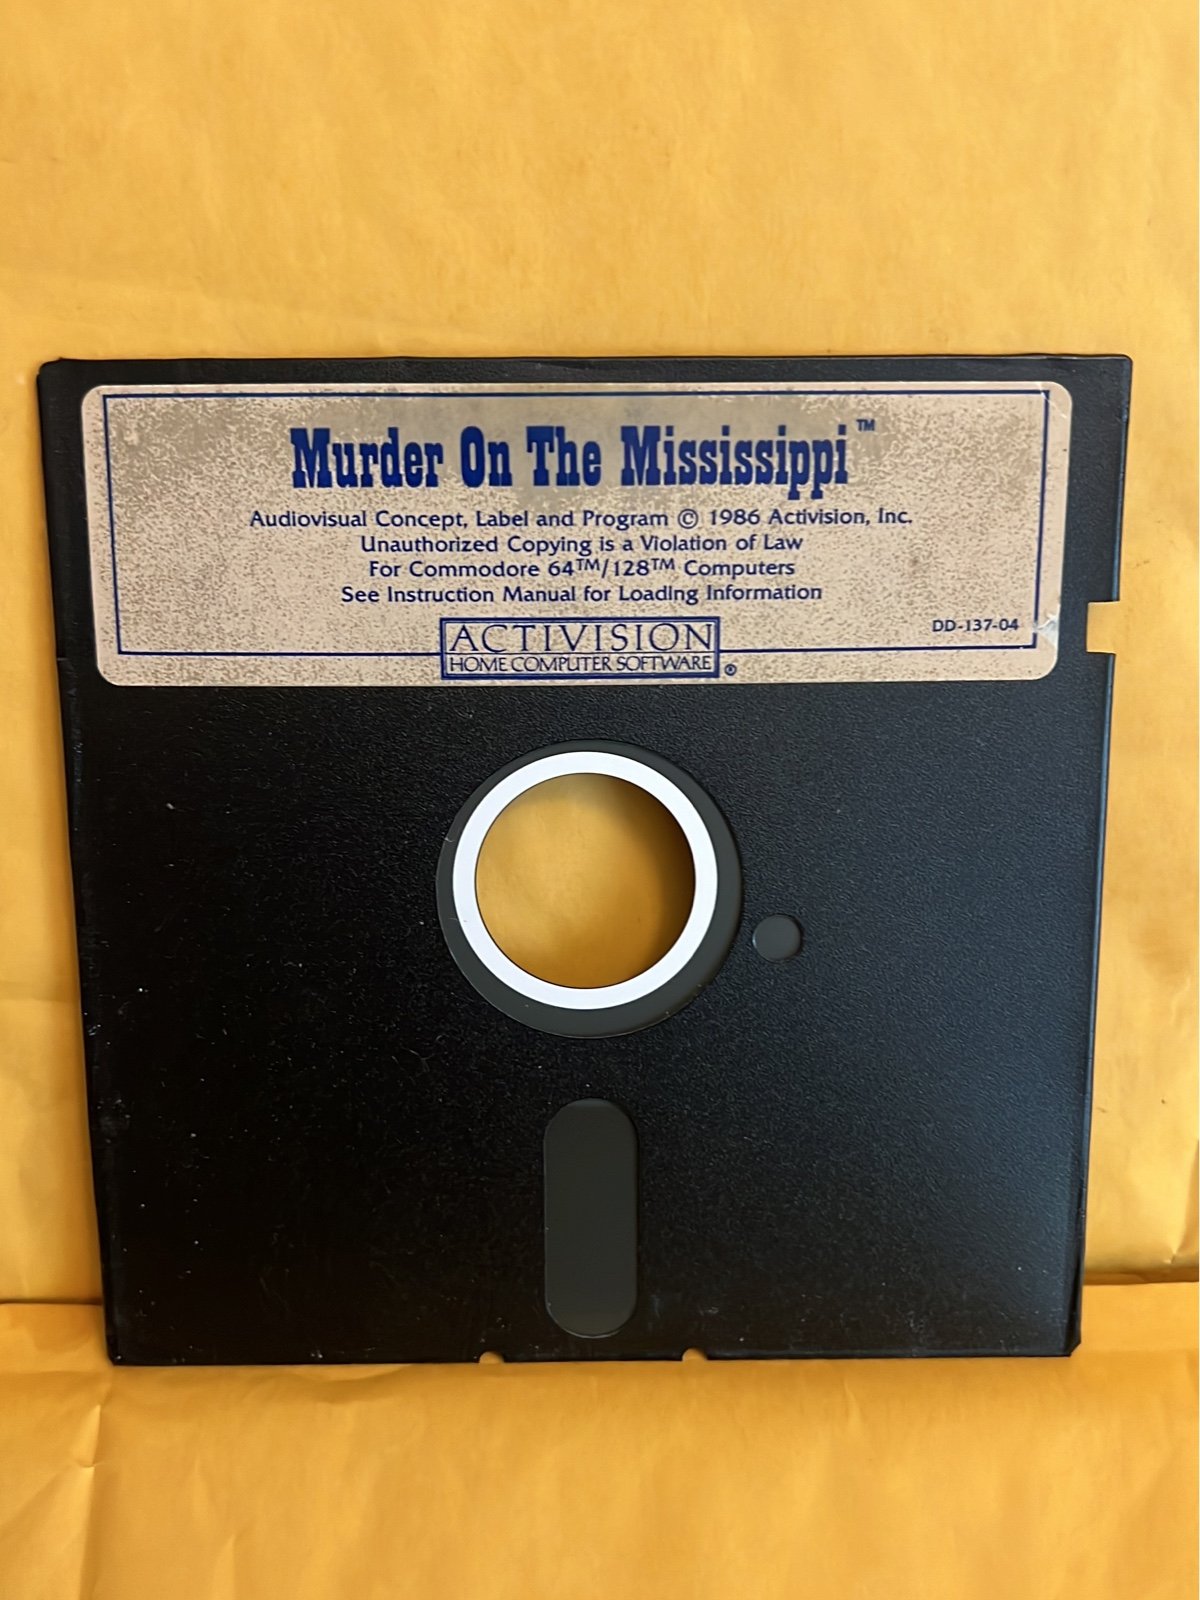 Murder On The Mississippi™
Audiovisual Concept, Label and Program © 1986 Activision, Inc.
Unauthorized Copying is a Violation of Law
For Commodore 64™/128™ Computers
See Instruction Manual for Loading Information
DD-137-04
ACTIVISION
HOME COMPUTER SOFTWARE®